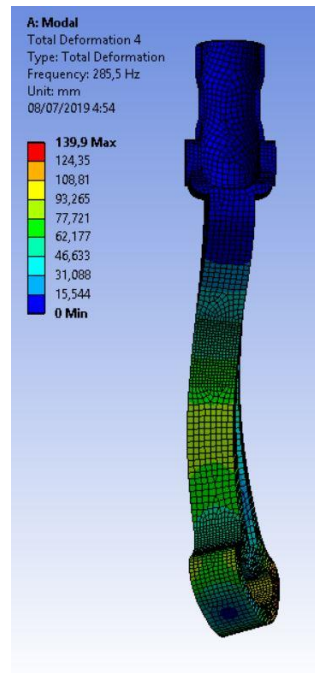 A: Modal
Total Deformation 4
Type: Total Deformation
Frequency: 285,5 Hz
Unit: mm
08/07/2019 4:54
139,9 Max
124,35
108,81
93,265
77,721
62,177
46,633
31,088
15,544
0 Min